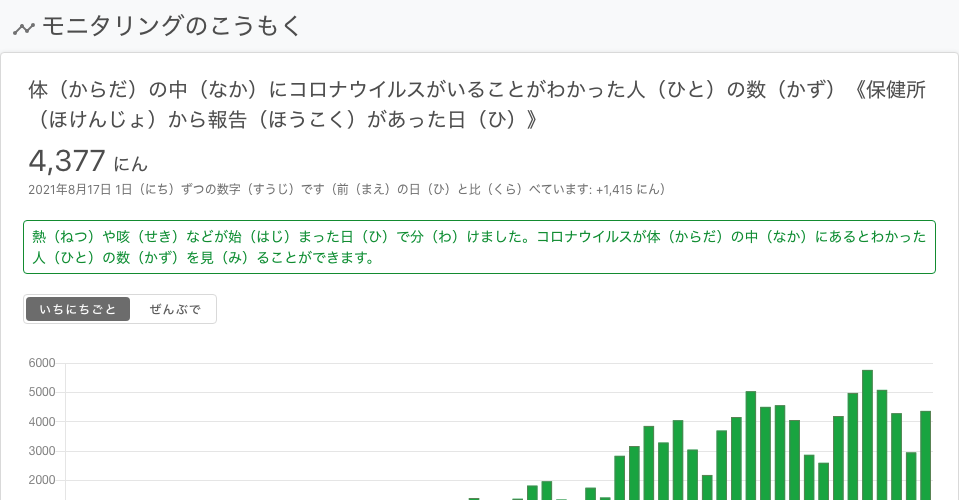 モニタリングのこうもく
体（からだ）の中（なか）にコロナウイルスがいることがわかった人（ひと）の数（かず）《保健所
（ほけんじょ）から報告（ほうこく）があった日（ひ）》
4,377 にん
2021年8月17日 1日（にち）ずつの数字（すうじ）です（前（まえ）の日（ひ）と比（くら）べています: +1,415 にん）
熱（ねつ）や咳（せき）などが始（はじ）まった日（ひ）で分（わ）けました。コロナウイルスが体（からだ）の中（なか）にあるとわかった
人（ひと）の数（かず）を見（み）ることができます。
いちにちごと ぜんぶで
6000
5000
4000
3000
2000